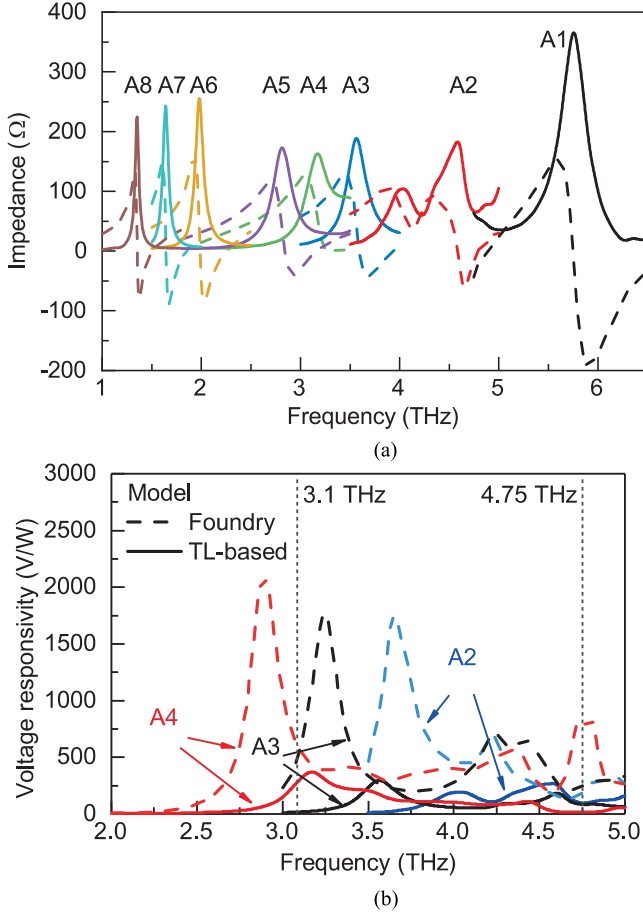 400
300
200
100
0
-100
-200
Impedance (Ω)
A8 A7 A6 A5 A4 A3 A2 A1
1 2 3 4 5 6
Frequency (THz)
(a)
3000
2500
2000
1500
1000
500
0
Voltage responsivity (V/W)
Model 3.1 THz 4.75 THz
Foundry
TL-based
A2
A4
A3
2.0 2.5 3.0 3.5 4.0 4.5 5.0
Frequency (THz)
(b)